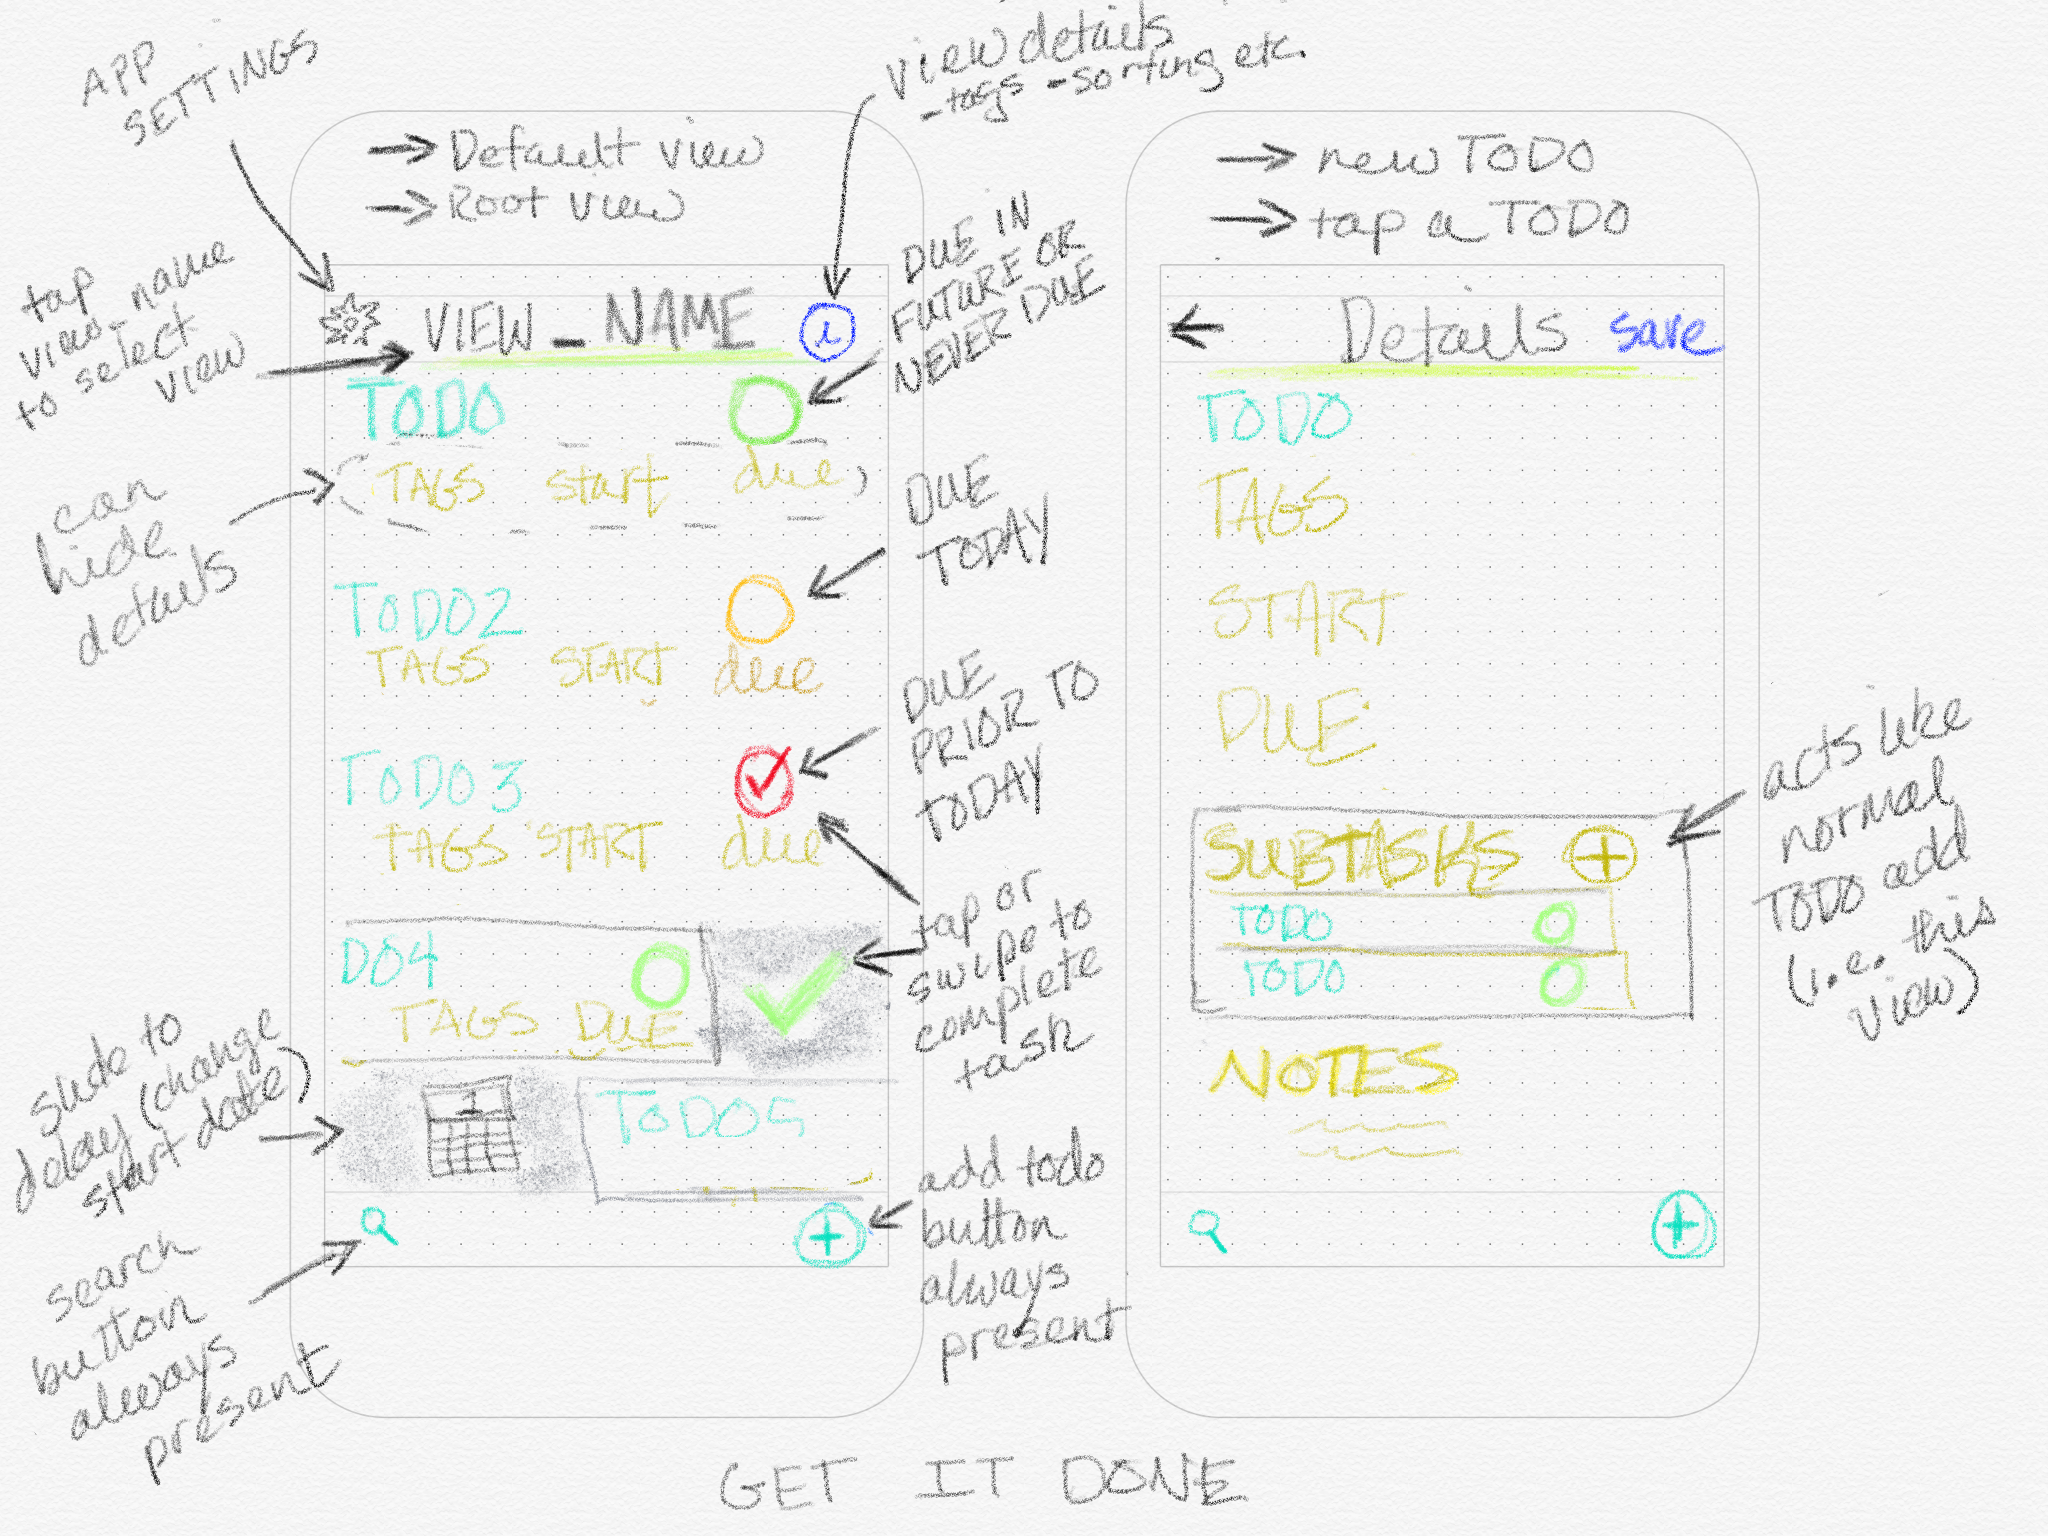 APP
SETTINGS
view details
- tags - sorting etc.
→ Default view
→ Root view
tap
view_name
to select
view
VIEW_NAME
i
DUE IN
FUTURE OR
NEVER DUE
TODO
TAGS start due
can
hide
details
DUE
TODAY
TODO2
TAGS START due
DUE
PRIOR TO
TODAY
TODO3
TAGS START due
tap or
swipe to
complete
task
DO4
TAGS DUE
slide to
delay (change
start date)
TODO5
search
button
always
present
add todo
button
always
present
→ new TODO
→ tap a TODO
← Details save
TODO
TAGS
START
DUE
SUBTASKS +
TODO
TODO
acts like
normal
TODO add
(i.e. this
view)
NOTES
GET IT DONE